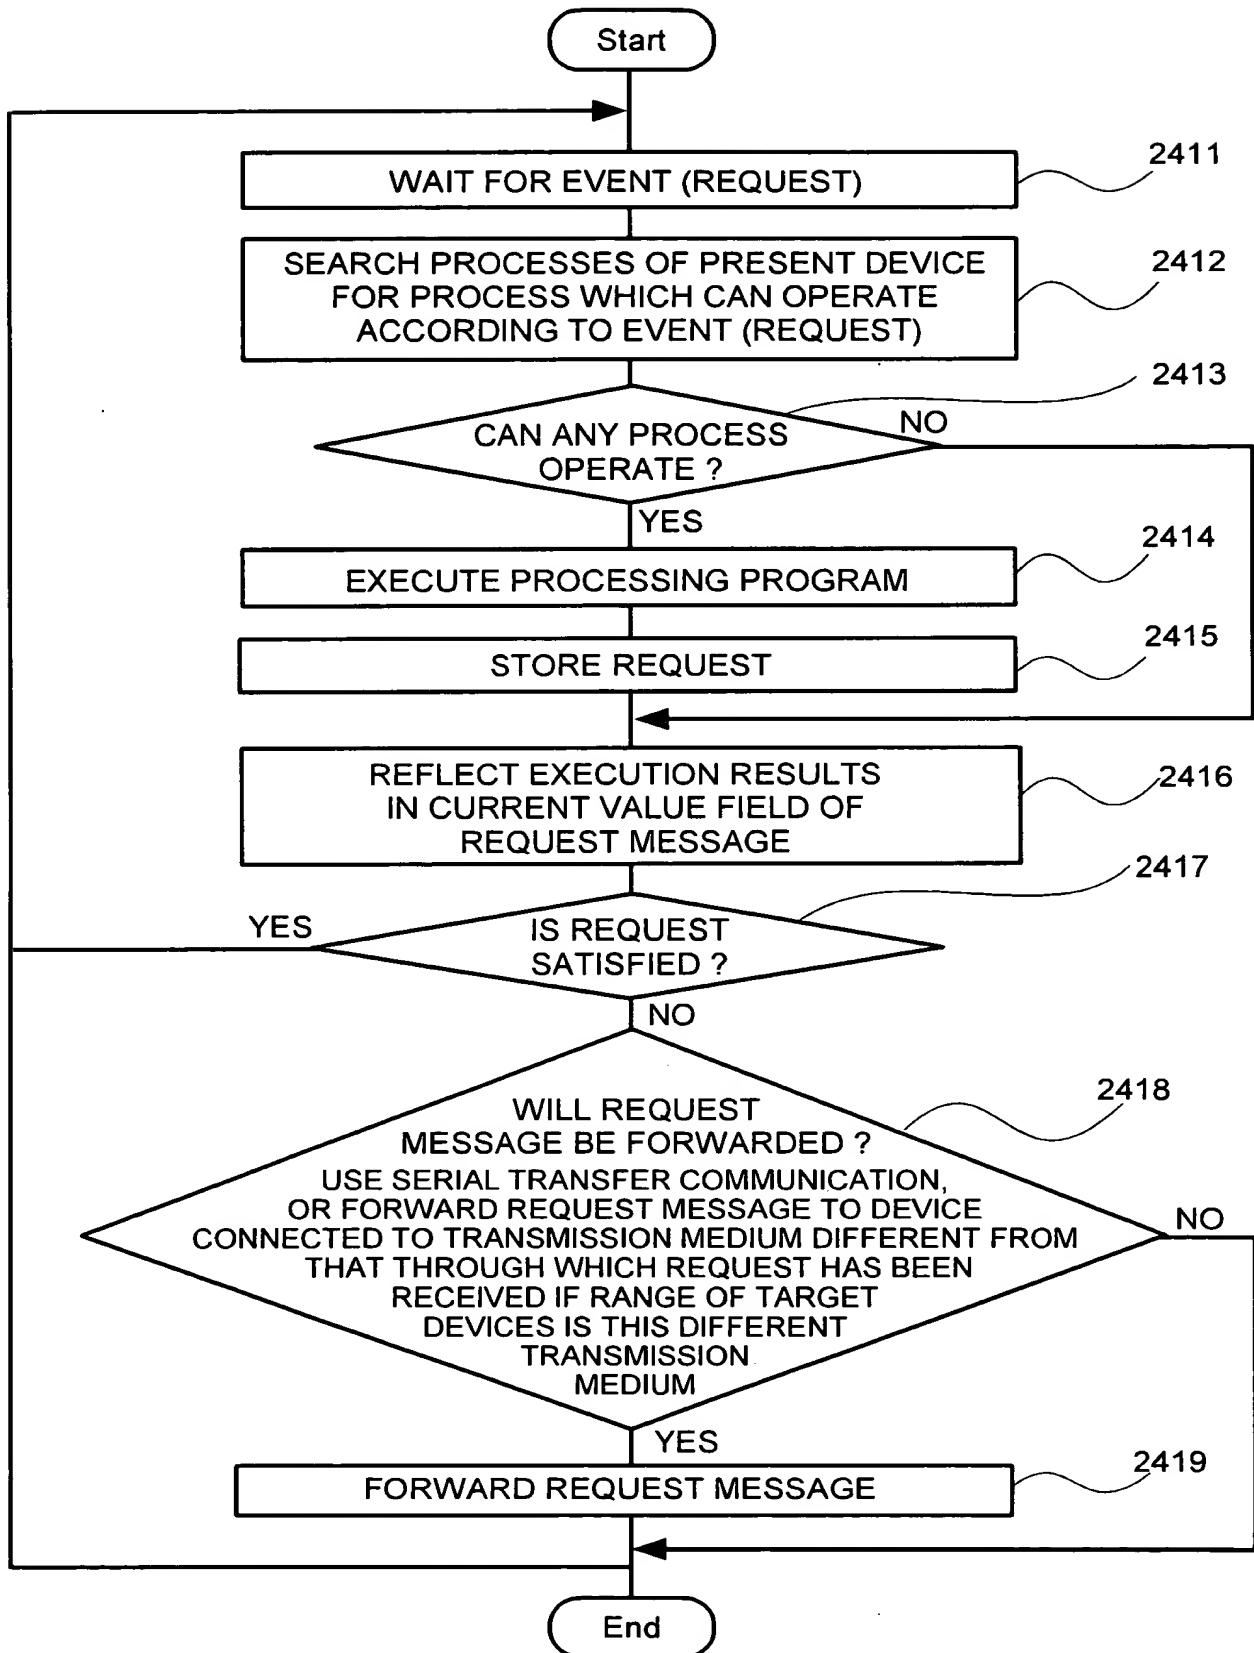 Start
WAIT FOR EVENT (REQUEST)
2411
SEARCH PROCESSES OF PRESENT DEVICE
FOR PROCESS WHICH CAN OPERATE
ACCORDING TO EVENT (REQUEST)
2412
2413
CAN ANY PROCESS
OPERATE ?
NO
YES
EXECUTE PROCESSING PROGRAM
2414
STORE REQUEST
2415
REFLECT EXECUTION RESULTS
IN CURRENT VALUE FIELD OF
REQUEST MESSAGE
2416
2417
YES
IS REQUEST
SATISFIED ?
NO
2418
WILL REQUEST
MESSAGE BE FORWARDED ?
USE SERIAL TRANSFER COMMUNICATION,
OR FORWARD REQUEST MESSAGE TO DEVICE
CONNECTED TO TRANSMISSION MEDIUM DIFFERENT FROM
THAT THROUGH WHICH REQUEST HAS BEEN
RECEIVED IF RANGE OF TARGET
DEVICES IS THIS DIFFERENT
TRANSMISSION
MEDIUM
NO
YES
FORWARD REQUEST MESSAGE
2419
End